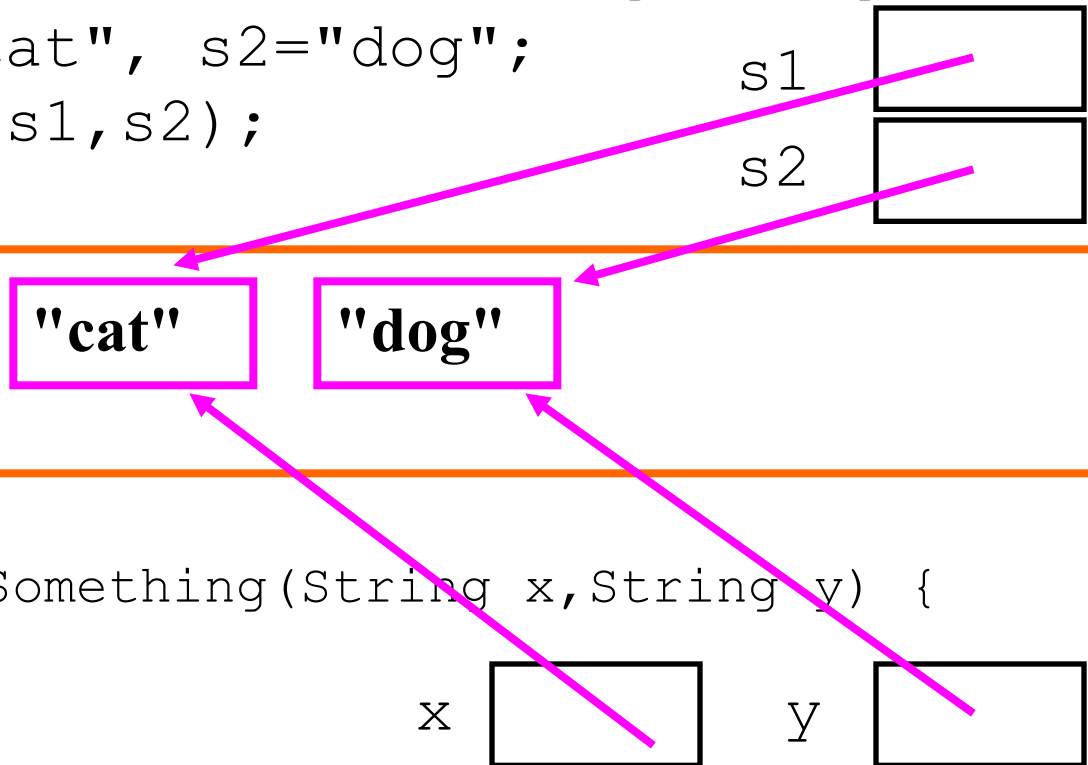 at", s2="dog";
s1
s1,s2);
s2
"cat" "dog"
Something(String x,String y) {
x y